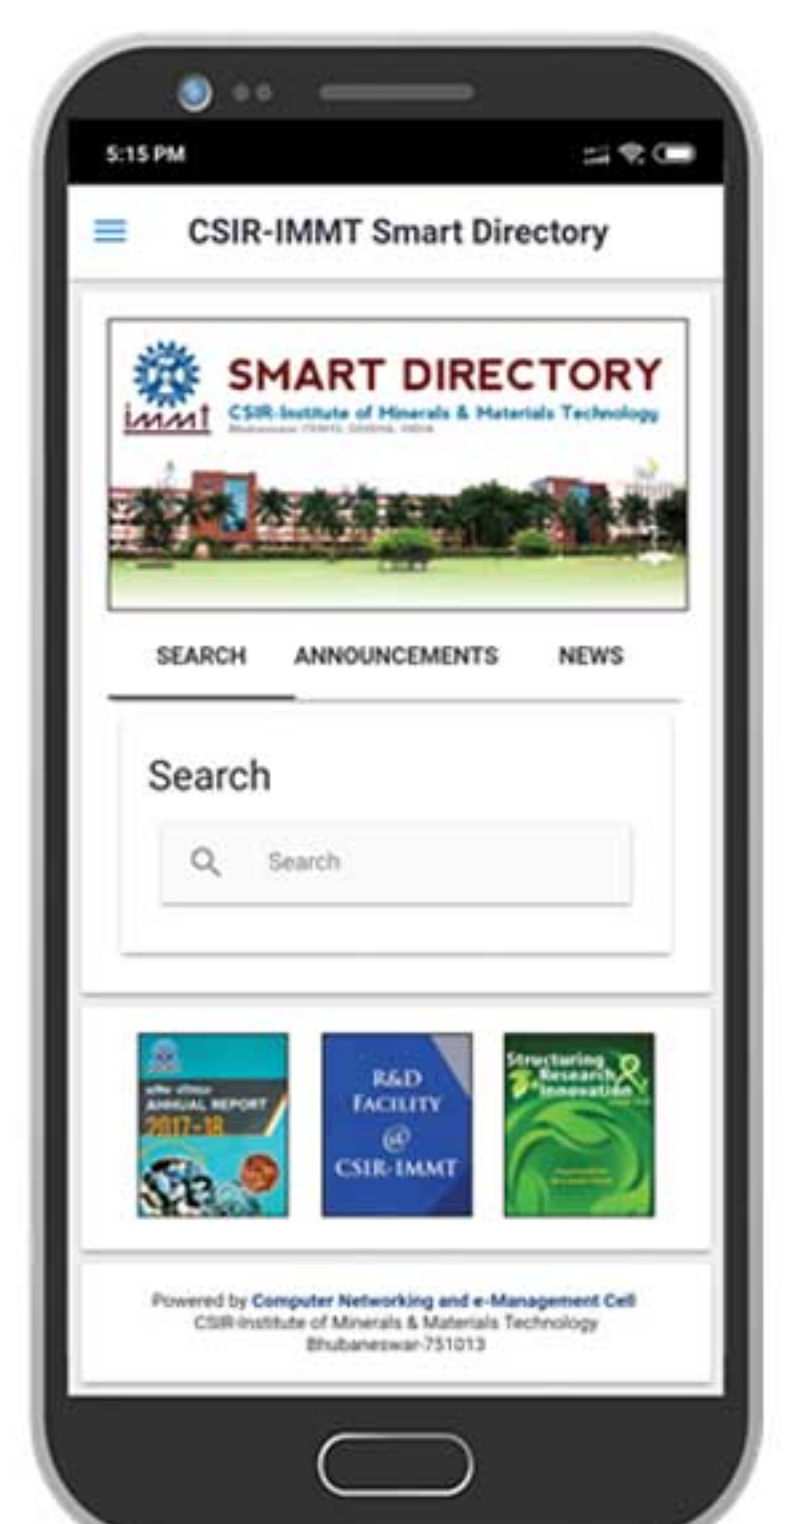 5:15 PM
CSIR-IMMT Smart Directory
immt
SMART DIRECTORY
CSIR-Institute of Minerals & Materials Technology
SEARCH
ANNOUNCEMENTS
NEWS
Search
Search
वार्षिक प्रतिवेदन
ANNUAL REPORT
2017-18
R&D
FACILITY
@
CSIR-IMMT
Structuring
Research &
Innovation
Powered by Computer Networking and e-Management Cell
CSIR-Institute of Minerals & Materials Technology
Bhubaneswar-751013